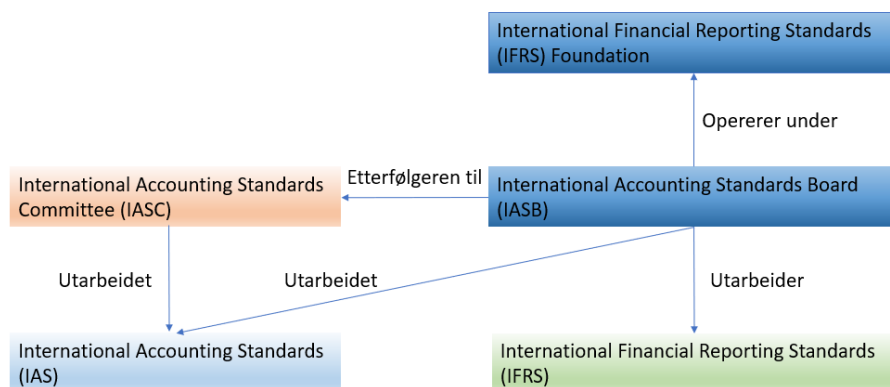 International Financial Reporting Standards
(IFRS) Foundation
Opererer under
Etterfølgeren til
International Accounting Standards
Committee (IASC)
International Accounting Standards Board
(IASB)
Utarbeidet
Utarbeidet
Utarbeider
International Accounting Standards
(IAS)
International Financial Reporting Standards
(IFRS)